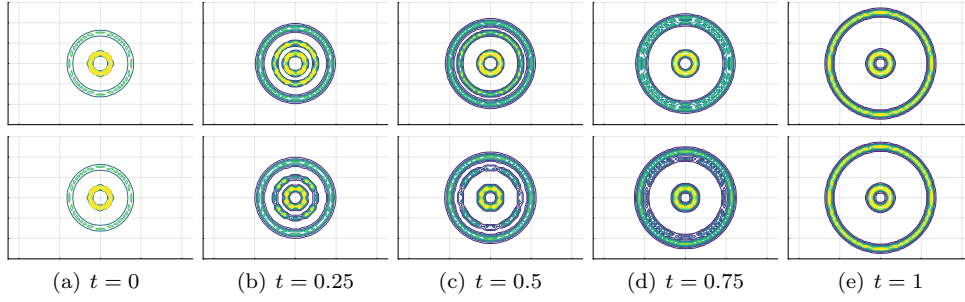 (a) t = 0 (b) t = 0.25 (c) t = 0.5 (d) t = 0.75 (e) t = 1